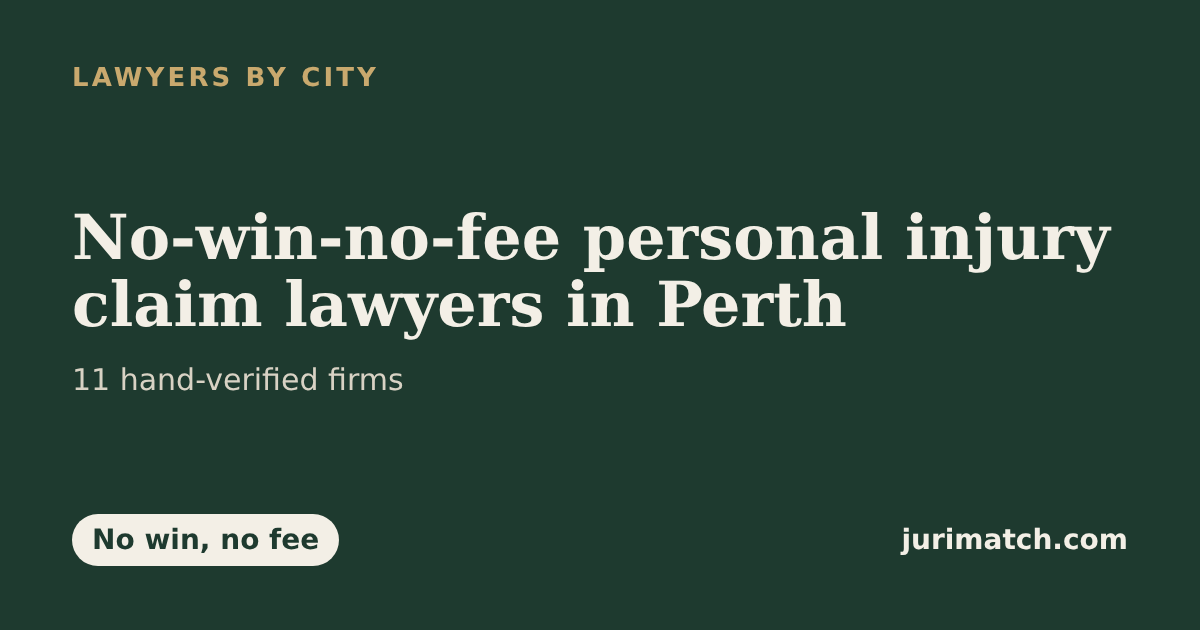 LAWYERS BY CITY
No-win-no-fee personal injury
claim lawyers in Perth
11 hand-verified firms
No win, no fee
jurimatch.com